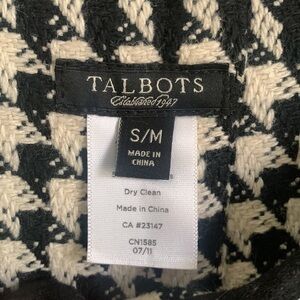 TALBOTS
Established 1947
S/M
MADE IN
CHINA
Dry Clean
Made in China
CA #23147
CN1585
07/11